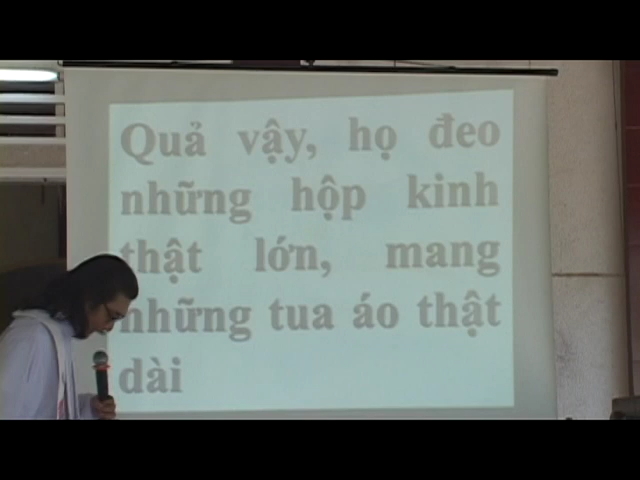 Quả vậy, họ đeo
những hộp kinh
thật lớn, mang
những tua áo thật
dài